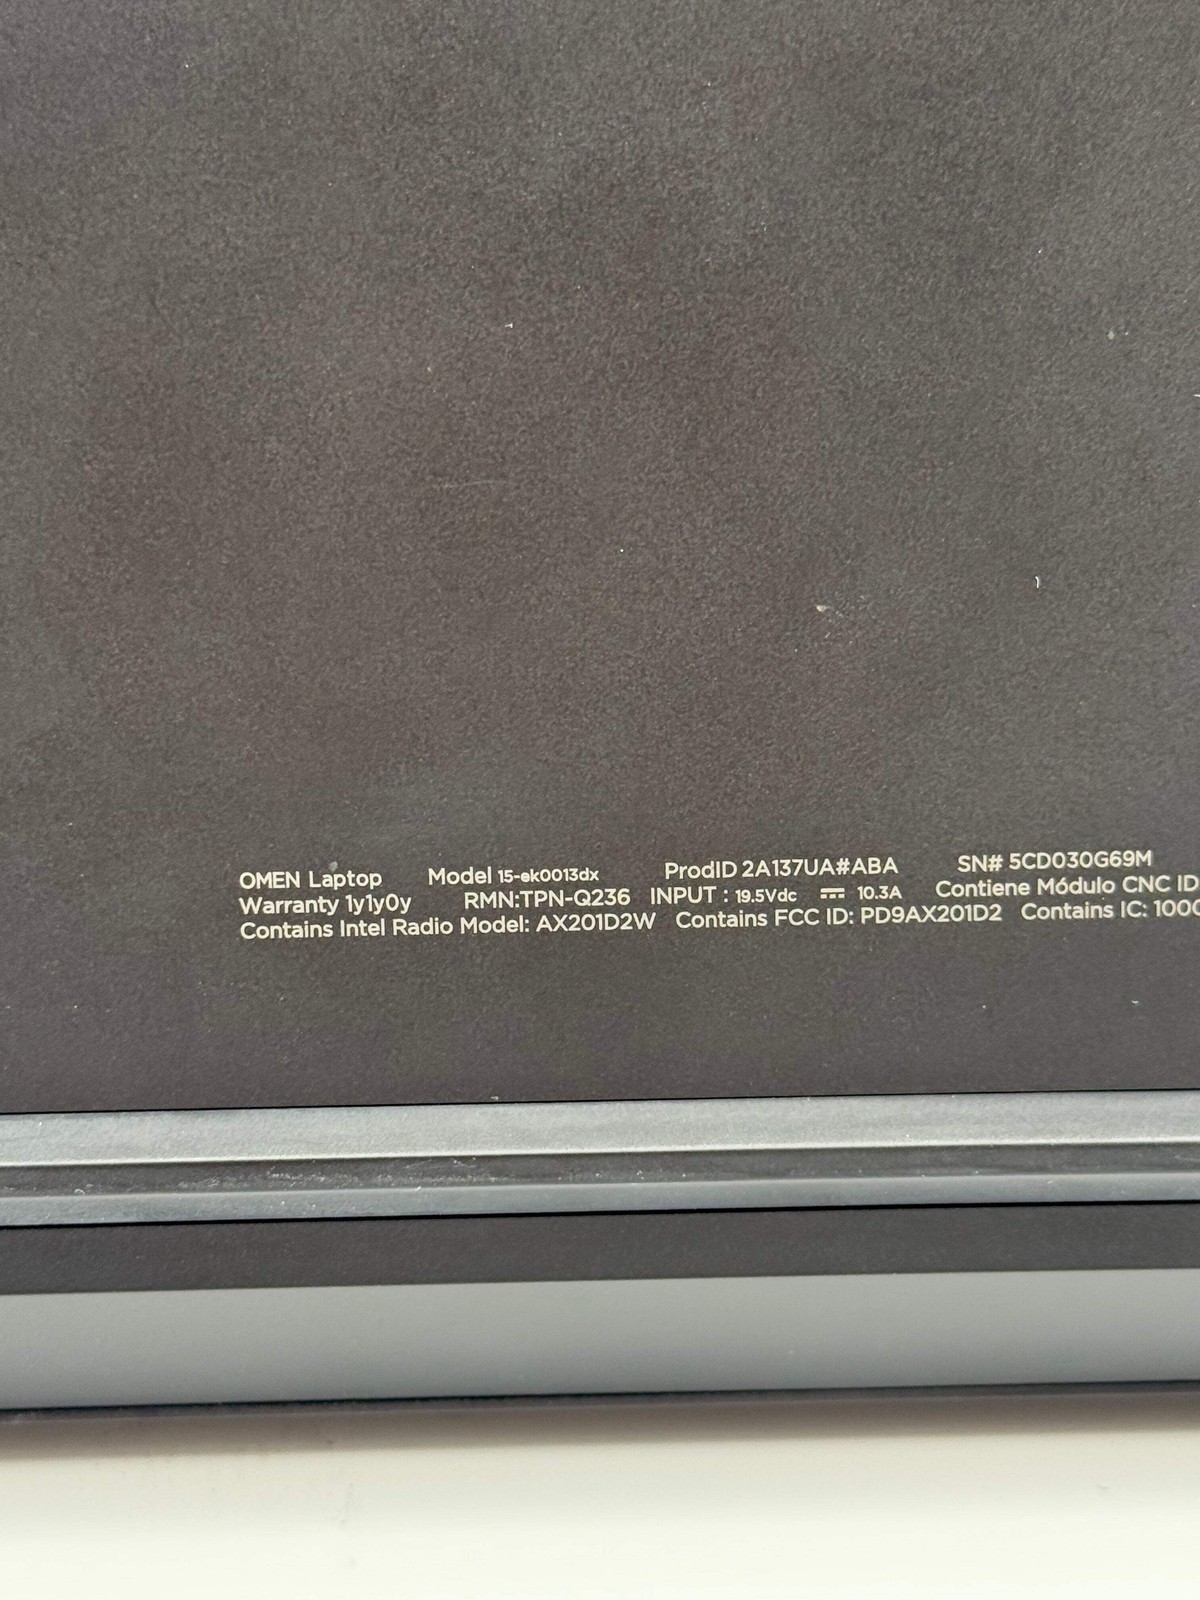 OMEN Laptop Model 15-ek0013dx ProdID 2A137UA#ABA SN# 5CD030G69M
Warranty 1y1y0y RMN:TPN-Q236 INPUT : 19.5Vdc ⎓ 10.3A Contiene Módulo CNC ID
Contains Intel Radio Model: AX201D2W Contains FCC ID: PD9AX201D2 Contains IC: